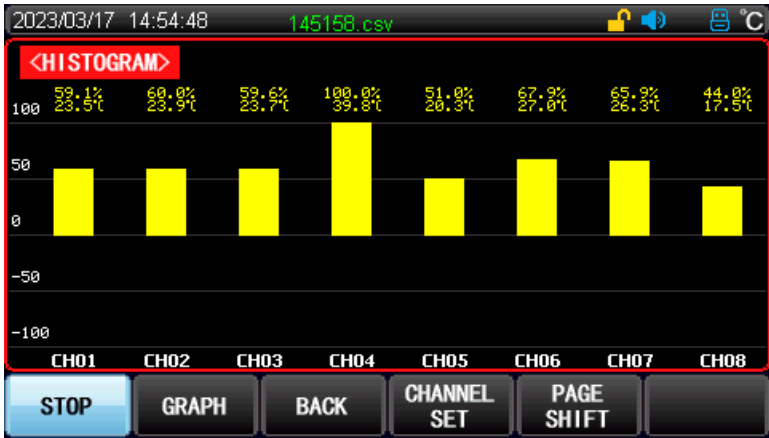 2023/03/17 14:54:48 145158.csv °C
<HISTOGRAM>
59.1% 60.0% 59.6% 100.0% 51.0% 67.9% 65.9% 44.0%
23.5℃ 23.9℃ 23.7℃ 39.8℃ 20.3℃ 27.0℃ 26.3℃ 17.5℃
100
50
0
-50
-100
CH01 CH02 CH03 CH04 CH05 CH06 CH07 CH08
STOP GRAPH BACK CHANNEL SET PAGE SHIFT